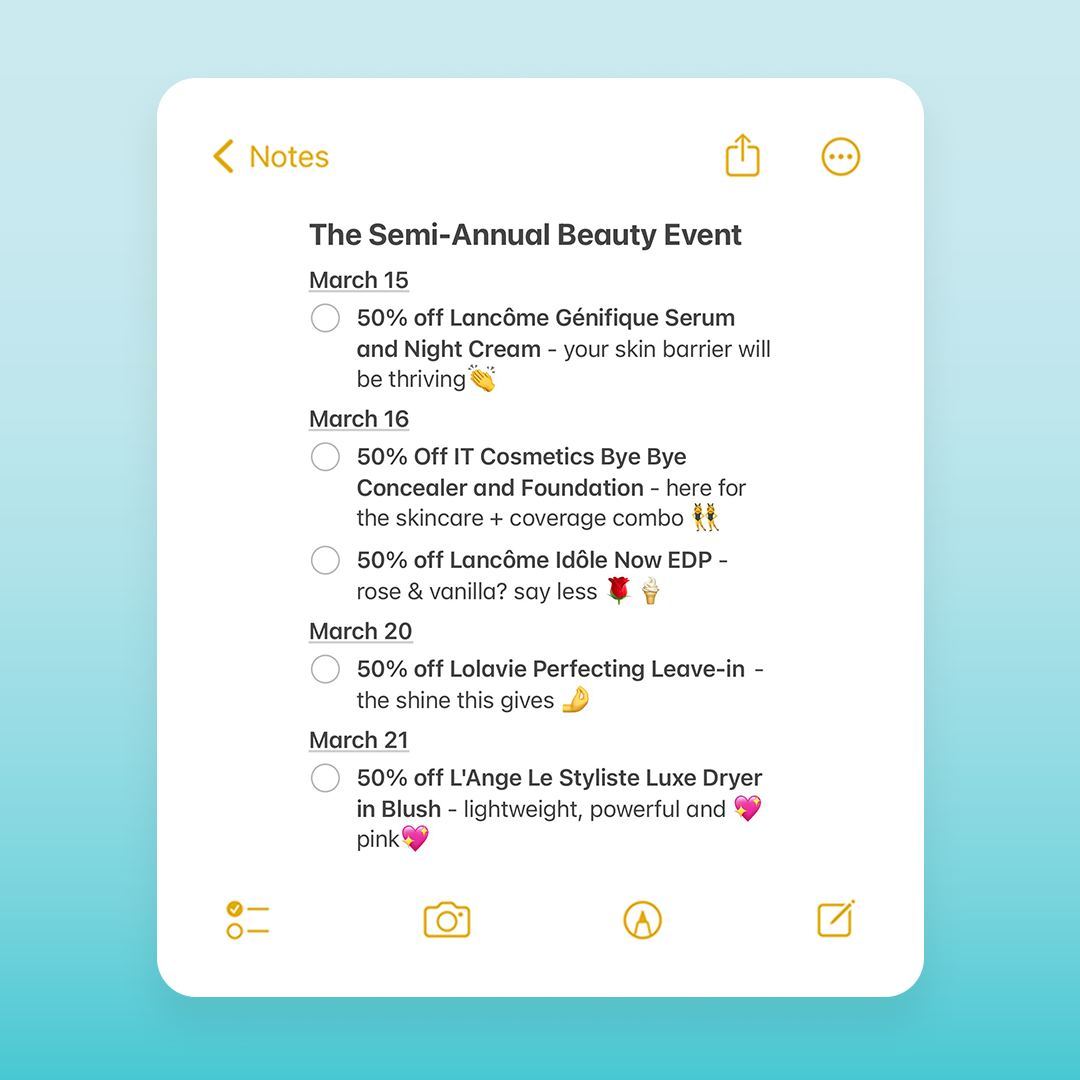 Notes
The Semi-Annual Beauty Event
March 15
50% off Lancôme Génifique Serum
and Night Cream - your skin barrier will
be thriving👏
March 16
50% Off IT Cosmetics Bye Bye
Concealer and Foundation - here for
the skincare + coverage combo 👯
50% off Lancôme Idôle Now EDP -
rose & vanilla? say less 🌹 🍦
March 20
50% off Lolavie Perfecting Leave-in -
the shine this gives 🤌
March 21
50% off L'Ange Le Styliste Luxe Dryer
in Blush - lightweight, powerful and 💖
pink💖